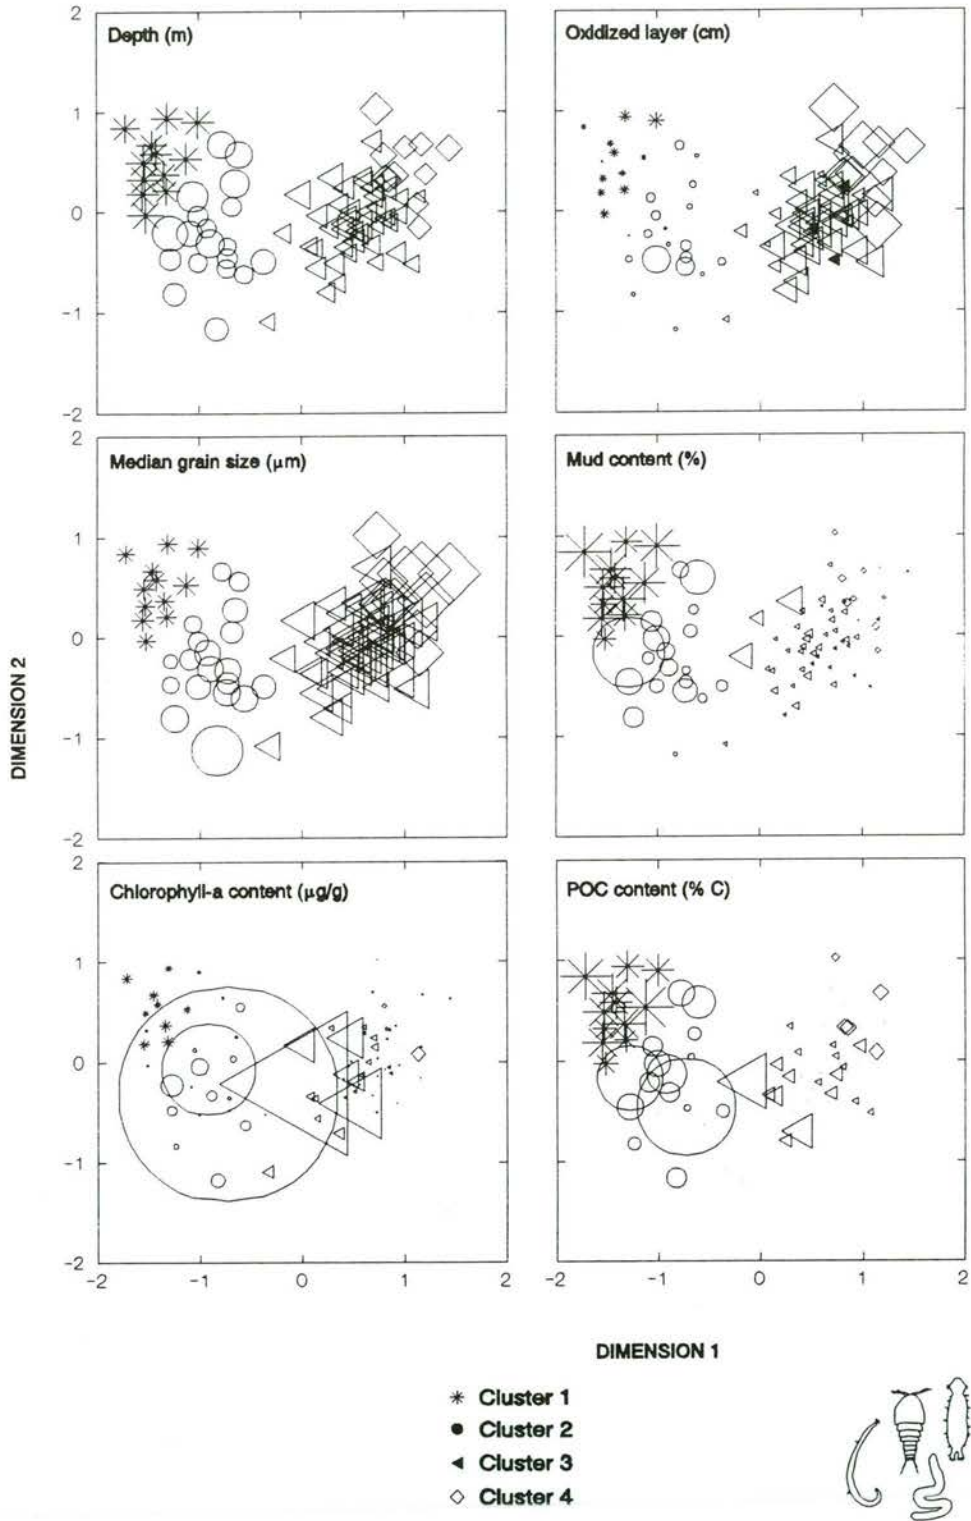 Depth (m)
Oxidized layer (cm)
2
1
0
-1
-2
Median grain size (μm)
Mud content (%)
2
1
0
-1
-2
Chlorophyll-a content (μg/g)
POC content (% C)
2
1
0
-1
-2
-2 -1 0 1 2
-2 -1 0 1 2
DIMENSION 2
DIMENSION 1
Cluster 1
Cluster 2
Cluster 3
Cluster 4